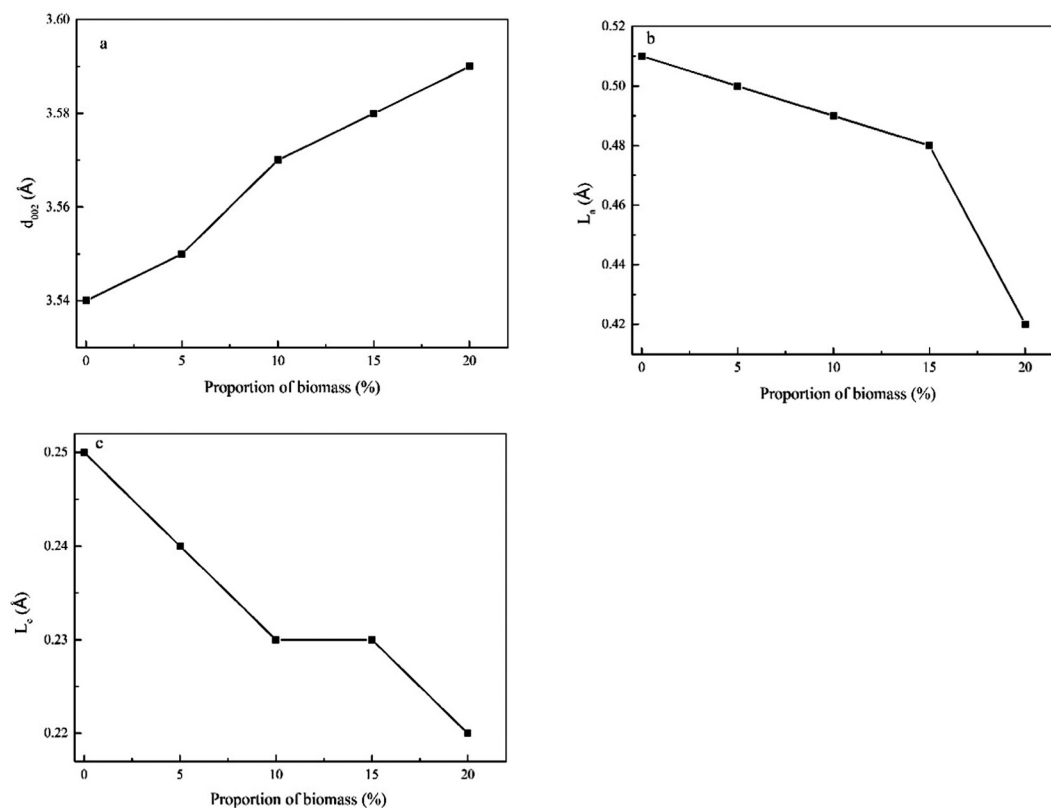 a
3.60
3.58
3.56
3.54
d002 (Å)
0 5 10 15 20
Proportion of biomass (%)
b
0.52
0.50
0.48
0.46
0.44
0.42
La (Å)
0 5 10 15 20
Proportion of biomass (%)
c
0.25
0.24
0.23
0.22
Lc (Å)
0 5 10 15 20
Proportion of biomass (%)